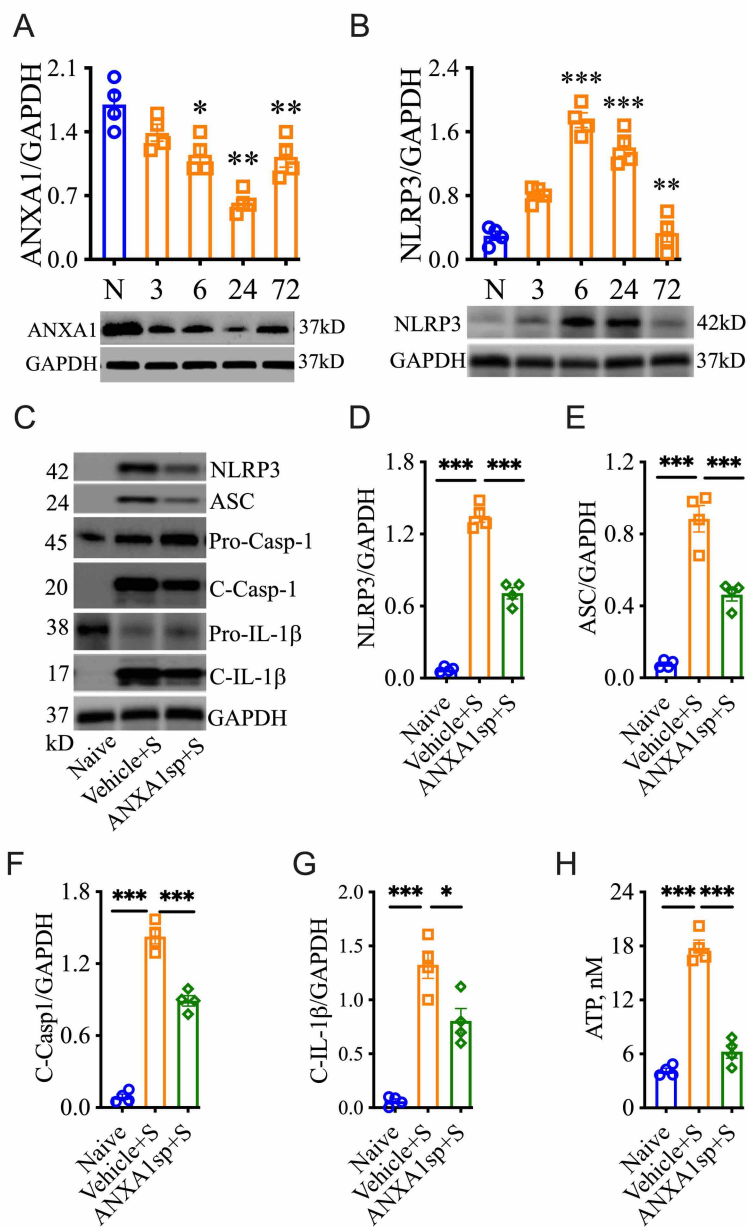 A
ANXA1/GAPDH
2.1
1.4
0.7
0.0
*
**
**
N 3 6 24 72
ANXA1 37kD
GAPDH 37kD
B
NLRP3/GAPDH
2.4
1.6
0.8
0.0
***
***
**
N 3 6 24 72
NLRP3 42kD
GAPDH 37kD
C
42 NLRP3
24 ASC
45 Pro-Casp-1
20 C-Casp-1
38 Pro-IL-1β
17 C-IL-1β
37 GAPDH
kD
Naive
Vehicle+S
ANXA1sp+S
D
NLRP3/GAPDH
1.8
1.2
0.6
0.0
*** ***
Naive
Vehicle+S
ANXA1sp+S
E
ASC/GAPDH
1.2
0.8
0.4
0.0
*** ***
Naive
Vehicle+S
ANXA1sp+S
F
C-Casp1/GAPDH
1.8
1.2
0.6
0.0
*** ***
Naive
Vehicle+S
ANXA1sp+S
G
C-IL-1β/GAPDH
2.0
1.5
1.0
0.5
0.0
*** *
Naive
Vehicle+S
ANXA1sp+S
H
ATP, nM
24
18
12
6
0
*** ***
Naive
Vehicle+S
ANXA1sp+S